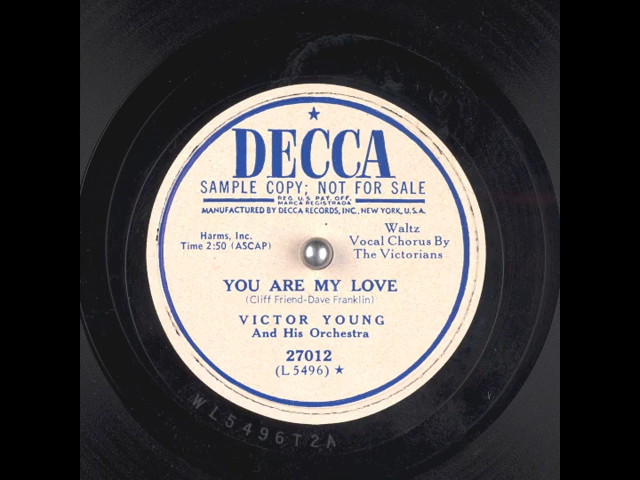 ★
DECCA
SAMPLE COPY; NOT FOR SALE
REG. U.S. PAT. OFF.
MARCA REGISTRADA
MANUFACTURED BY DECCA RECORDS, INC., NEW YORK, U.S.A.
Harms, Inc.
Time 2:50 (ASCAP)
Waltz
Vocal Chorus By
The Victorians
YOU ARE MY LOVE
(Cliff Friend-Dave Franklin)
VICTOR YOUNG
And His Orchestra
27012
(L 5496) ★
WL5496T2A